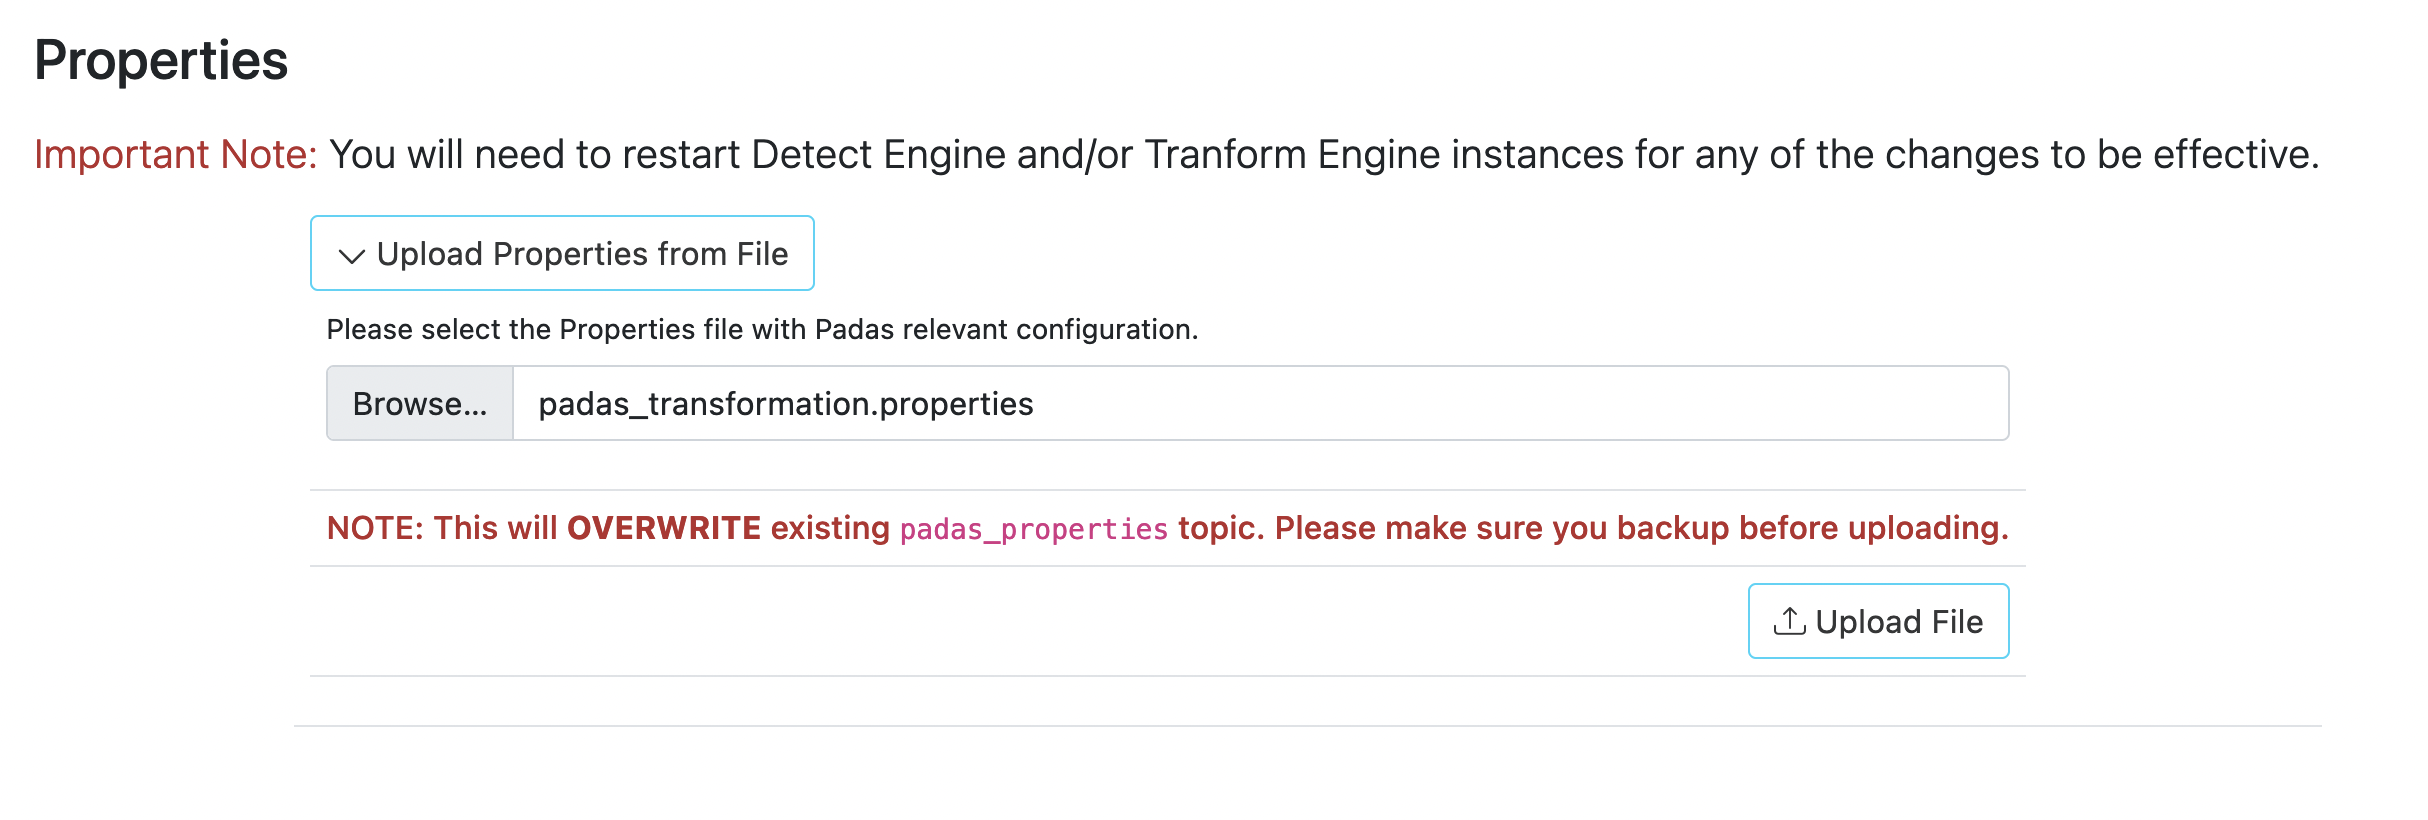 Properties
Important Note: You will need to restart Detect Engine and/or Tranform Engine instances for any of the changes to be effective.
Upload Properties from File
Please select the Properties file with Padas relevant configuration.
Browse... padas_transformation.properties
NOTE: This will OVERWRITE existing padas_properties topic. Please make sure you backup before uploading.
Upload File